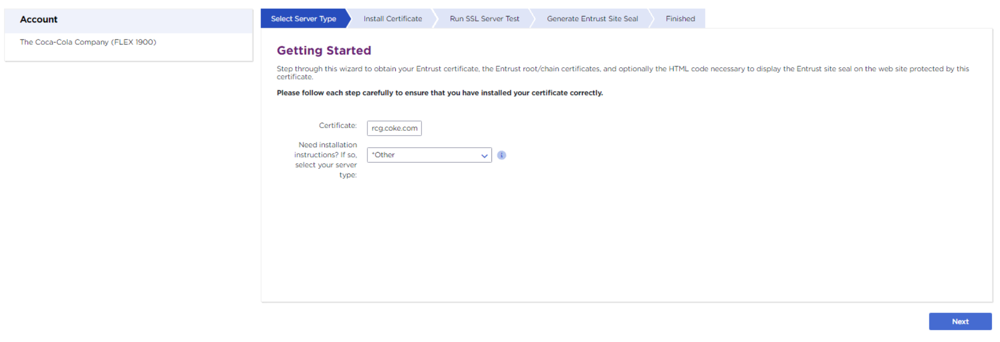 Account
The Coca-Cola Company (FLEX 1900)
Select Server Type
Install Certificate
Run SSL Server Test
Generate Entrust Site Seal
Finished
Getting Started
Step through this wizard to obtain your Entrust certificate, the Entrust root/chain certificates, and optionally the HTML code necessary to display the Entrust site seal on the web site protected by this
certificate.
Please follow each step carefully to ensure that you have installed your certificate correctly.
Certificate:
rcg.coke.com
Need installation
instructions? If so,
select your server
type:
*Other
i
Next